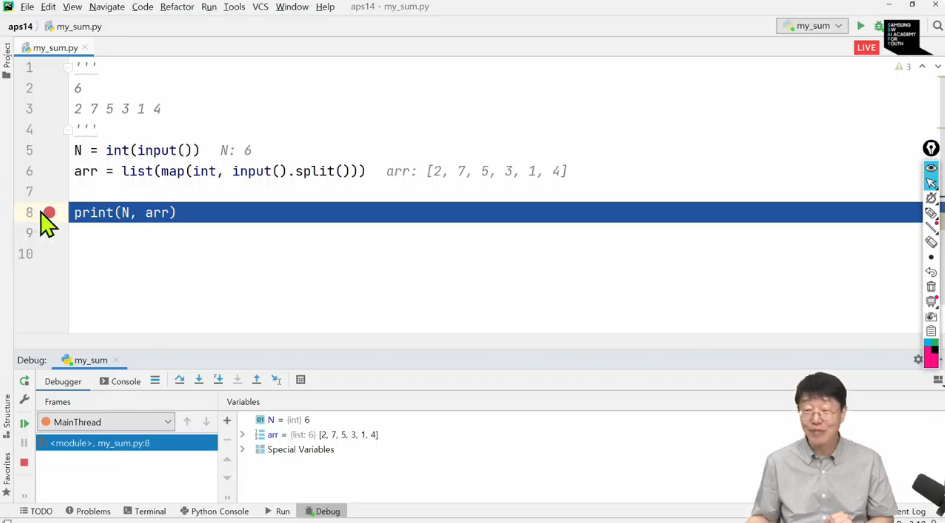 File Edit View Navigate Code Refactor Run Tools VCS Window Help aps14 - my_sum.py
aps14 my_sum.py my_sum
LIVE
SAMSUNG
SW AI
ACADEMY
FOR
YOUTH
Project
my_sum.py
3
1 '''
2 6
3 2 7 5 3 1 4
4 '''
5 N = int(input()) N: 6
6 arr = list(map(int, input().split())) arr: [2, 7, 5, 3, 1, 4]
7
8 print(N, arr)
9
10
Debug: my_sum
Debugger Console
Frames Variables
MainThread
<module>, my_sum.py:8
N = {int} 6
arr = {list: 6} [2, 7, 5, 3, 1, 4]
Special Variables
Structure
Favorites
TODO Problems Terminal Python Console Run Debug